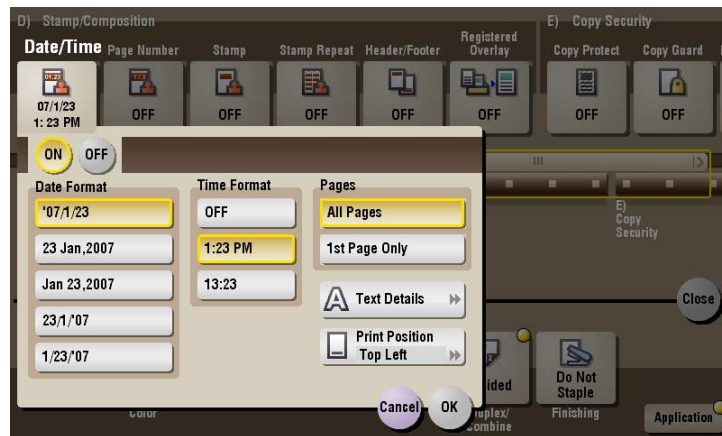 D) Stamp/Composition
E) Copy Security
Date/Time
Page Number
Stamp
Stamp Repeat
Header/Footer
Registered
Overlay
Copy Protect
Copy Guard
07/1/23
1: 23 PM
OFF
OFF
OFF
OFF
OFF
OFF
OFF
ON
OFF
Date Format
'07/1/23
23 Jan,2007
Jan 23,2007
23/1/'07
1/23/'07
Time Format
OFF
1:23 PM
13:23
Pages
All Pages
1st Page Only
Text Details
Print Position
Top Left
Cancel
OK
E)
Copy
Security
Close
Do Not
Staple
Color
Combine
Finishing
Application